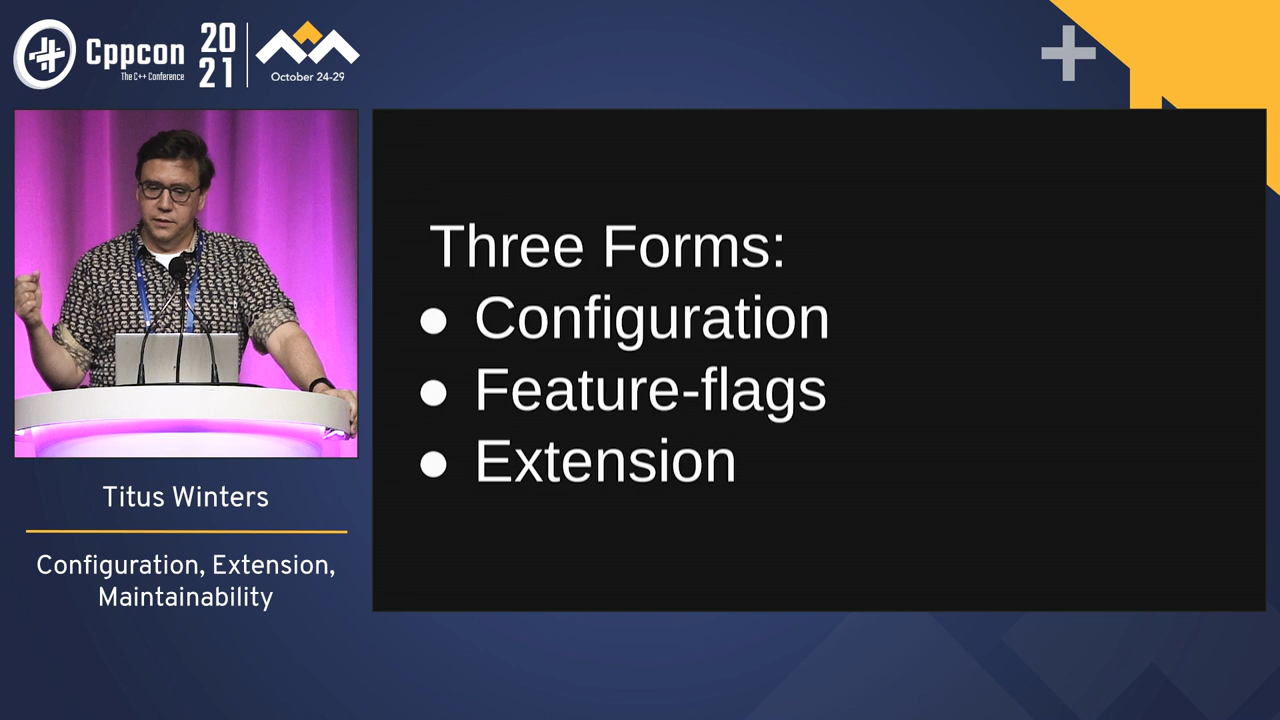 Cppcon
The C++ Conference
20
21
October 24-29
Three Forms:
● Configuration
● Feature-flags
● Extension
Titus Winters
Configuration, Extension,
Maintainability